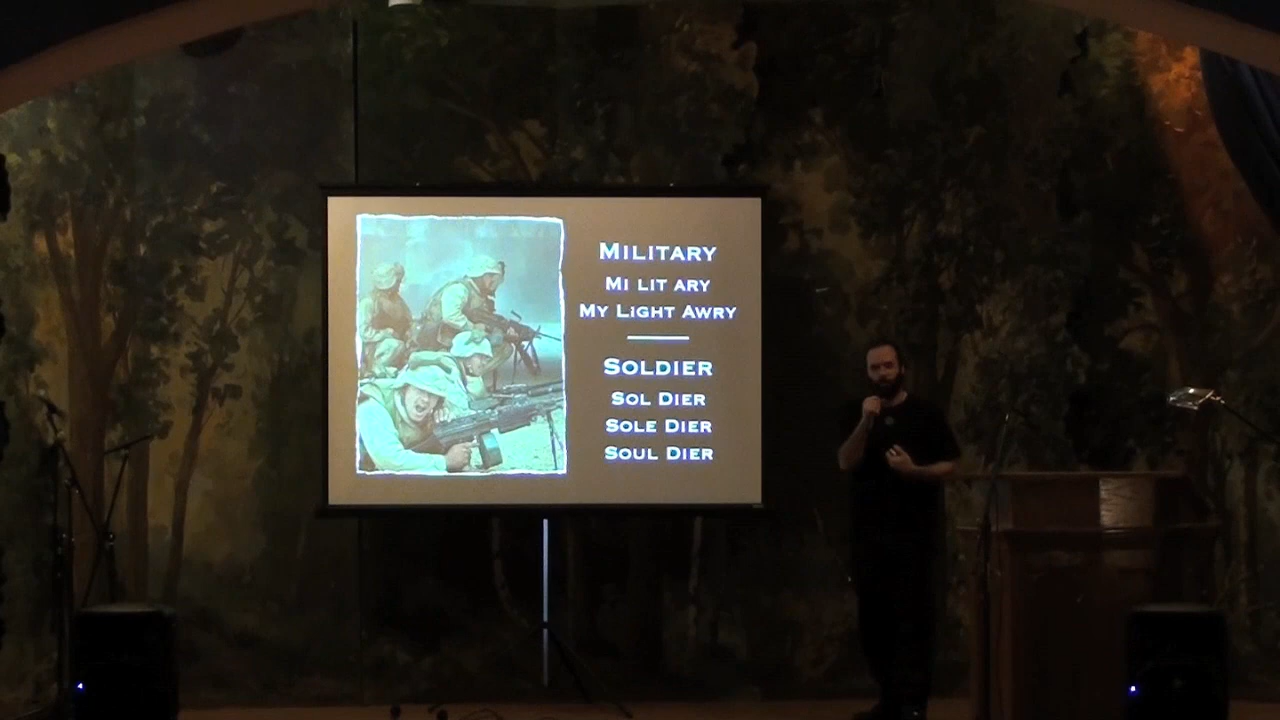 Military
Mi lit ary
My Light Awry
Soldier
Sol Dier
Sole Dier
Soul Dier